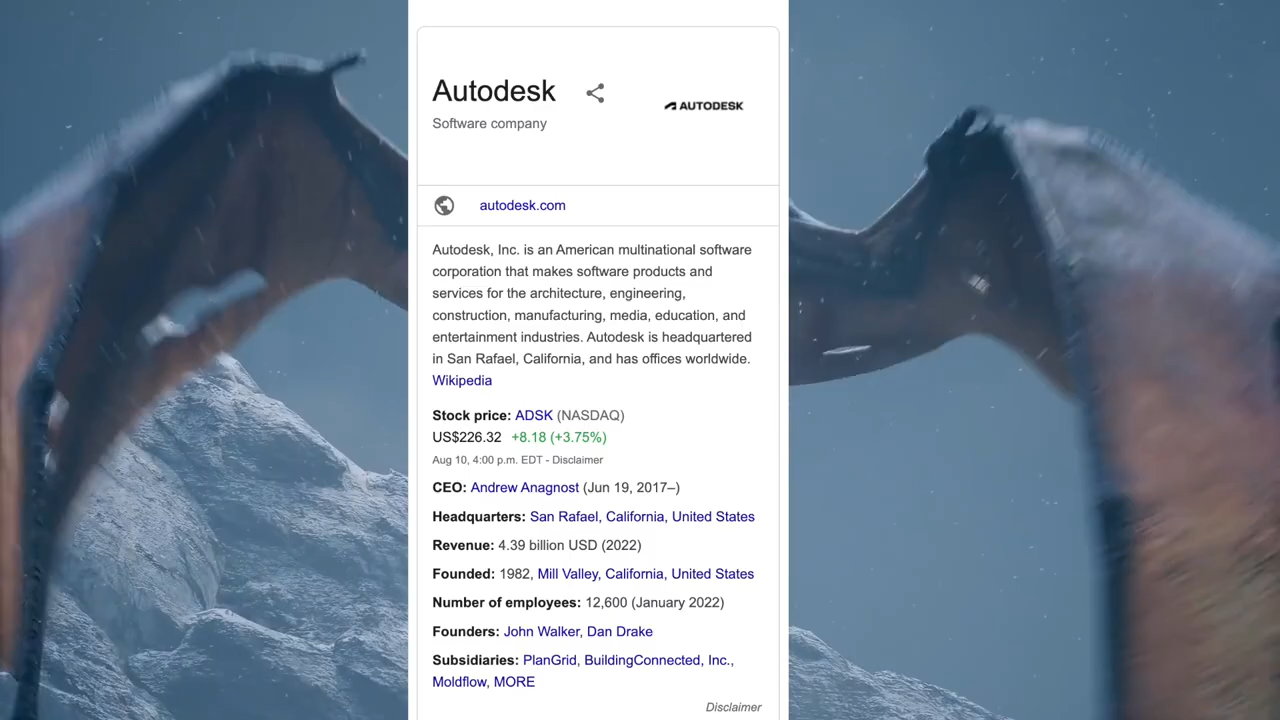 Autodesk
AUTODESK
Software company
autodesk.com
Autodesk, Inc. is an American multinational software
corporation that makes software products and
services for the architecture, engineering,
construction, manufacturing, media, education, and
entertainment industries. Autodesk is headquartered
in San Rafael, California, and has offices worldwide.
Wikipedia
Stock price: ADSK (NASDAQ)
US$226.32 +8.18 (+3.75%)
Aug 10, 4:00 p.m. EDT - Disclaimer
CEO: Andrew Anagnost (Jun 19, 2017–)
Headquarters: San Rafael, California, United States
Revenue: 4.39 billion USD (2022)
Founded: 1982, Mill Valley, California, United States
Number of employees: 12,600 (January 2022)
Founders: John Walker, Dan Drake
Subsidiaries: PlanGrid, BuildingConnected, Inc.,
Moldflow, MORE
Disclaimer